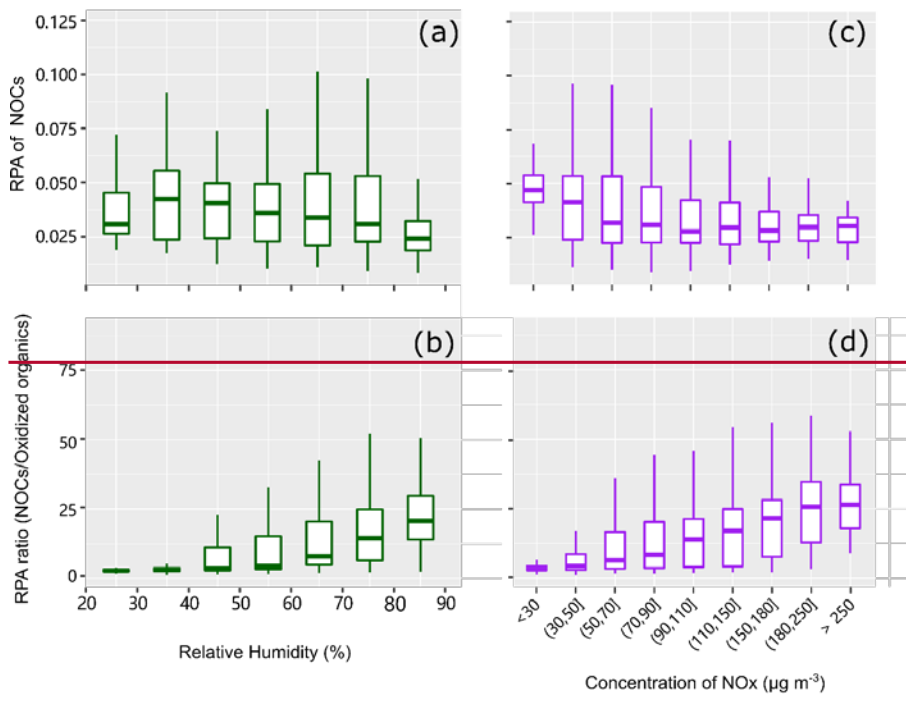 0.125
0.100
0.075
0.050
0.025
RPA of NOCs
(a)
(c)
75
50
25
0
RPA ratio (NOCs/Oxidized organics)
(b)
(d)
20 30 40 50 60 70 80 90
Relative Humidity (%)
<30 (30,50] (50,70] (70,90] (90,110] (110,150] (150,180] (180,250] > 250
Concentration of NOx (μg m-3)